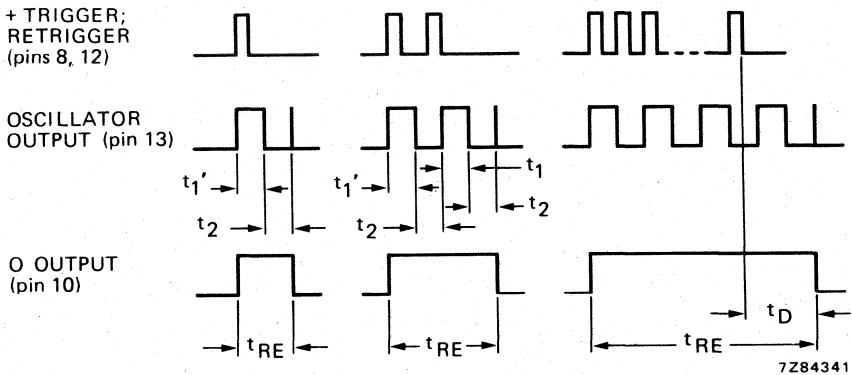 + TRIGGER;
RETRIGGER
(pins 8, 12)
OSCILLATOR
OUTPUT (pin 13)
t1' t1' t1
t2 t2 t2
O OUTPUT
(pin 10)
tD
tRE tRE tRE
7Z84341